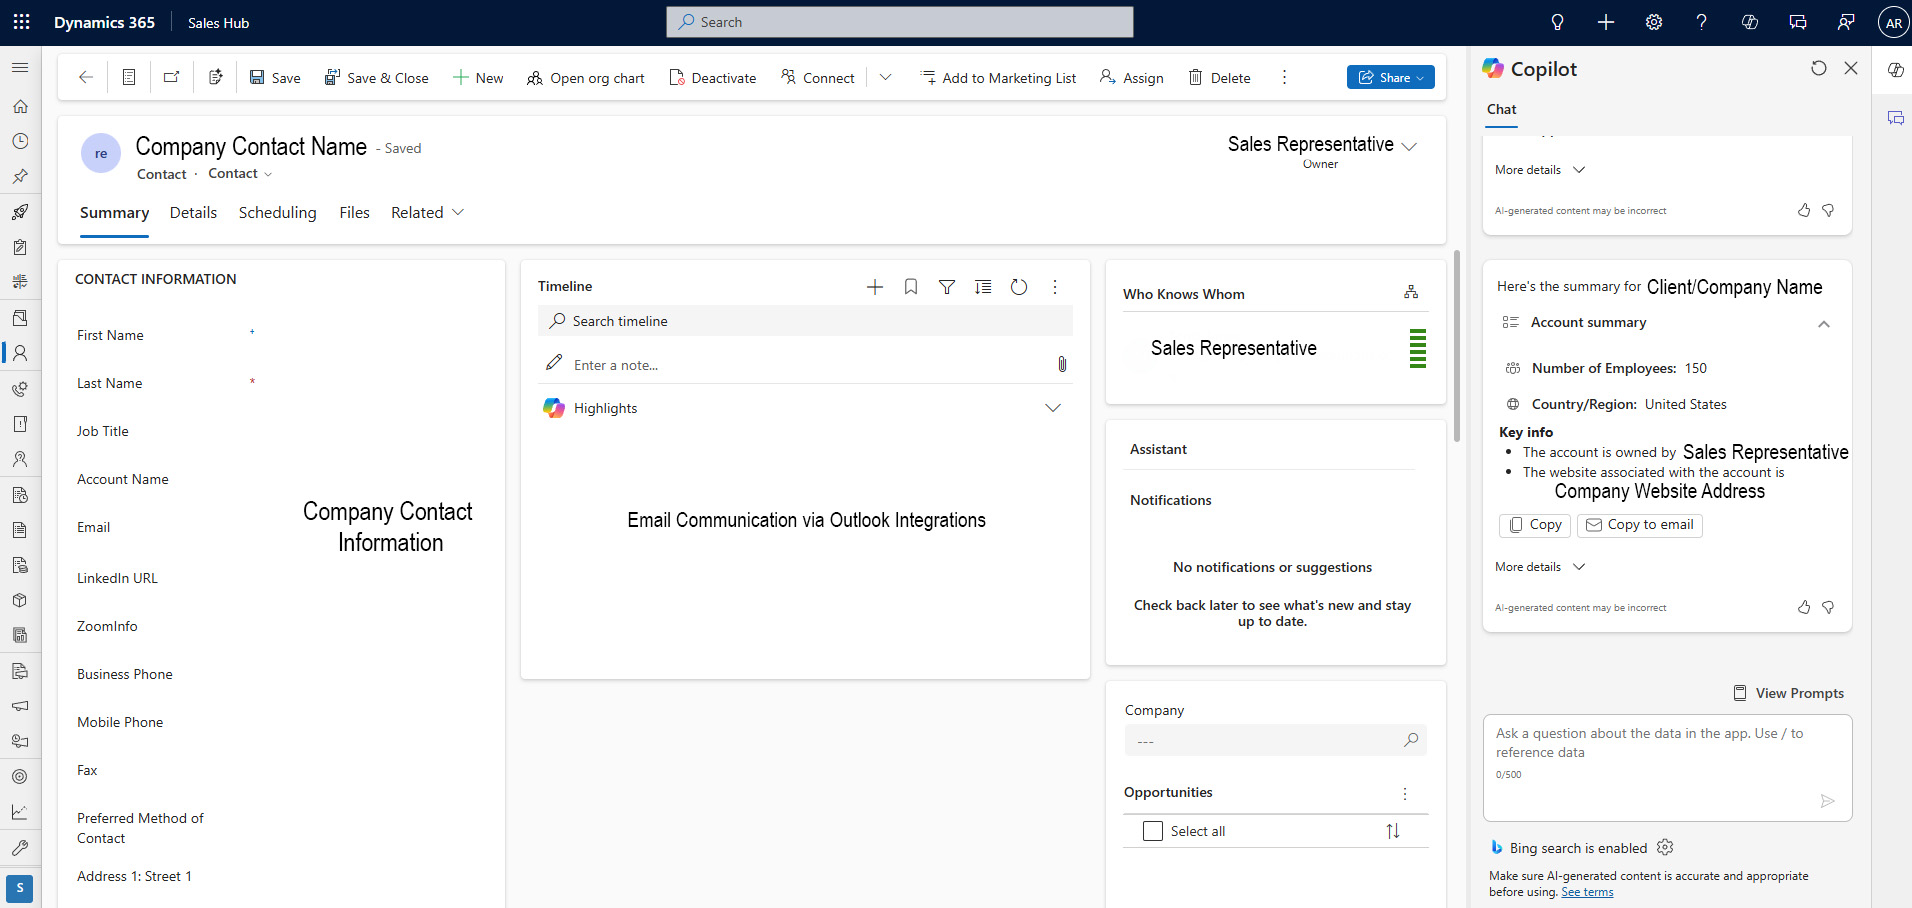 Dynamics 365
Sales Hub
Search
AR
Save
Save & Close
New
Open org chart
Deactivate
Connect
Add to Marketing List
Assign
Delete
Share
re
Company Contact Name
- Saved
Contact · Contact
Sales Representative
Owner
Summary
Details
Scheduling
Files
Related
CONTACT INFORMATION
First Name +
Last Name *
Job Title
Account Name
Email
LinkedIn URL
ZoomInfo
Business Phone
Mobile Phone
Fax
Preferred Method of
Contact
Address 1: Street 1
Company Contact
Information
S
Timeline
Search timeline
Enter a note...
Highlights
Email Communication via Outlook Integrations
Who Knows Whom
Sales Representative
Assistant
Notifications
No notifications or suggestions
Check back later to see what's new and stay
up to date.
Company
---
Opportunities
Select all
Copilot
Chat
More details
AI-generated content may be incorrect
Here's the summary for Client/Company Name
Account summary
Number of Employees: 150
Country/Region: United States
Key info
• The account is owned by Sales Representative
• The website associated with the account is
Company Website Address
Copy
Copy to email
More details
AI-generated content may be incorrect
View Prompts
Ask a question about the data in the app. Use / to
reference data
0/500
Bing search is enabled
Make sure AI-generated content is accurate and appropriate
before using. See terms